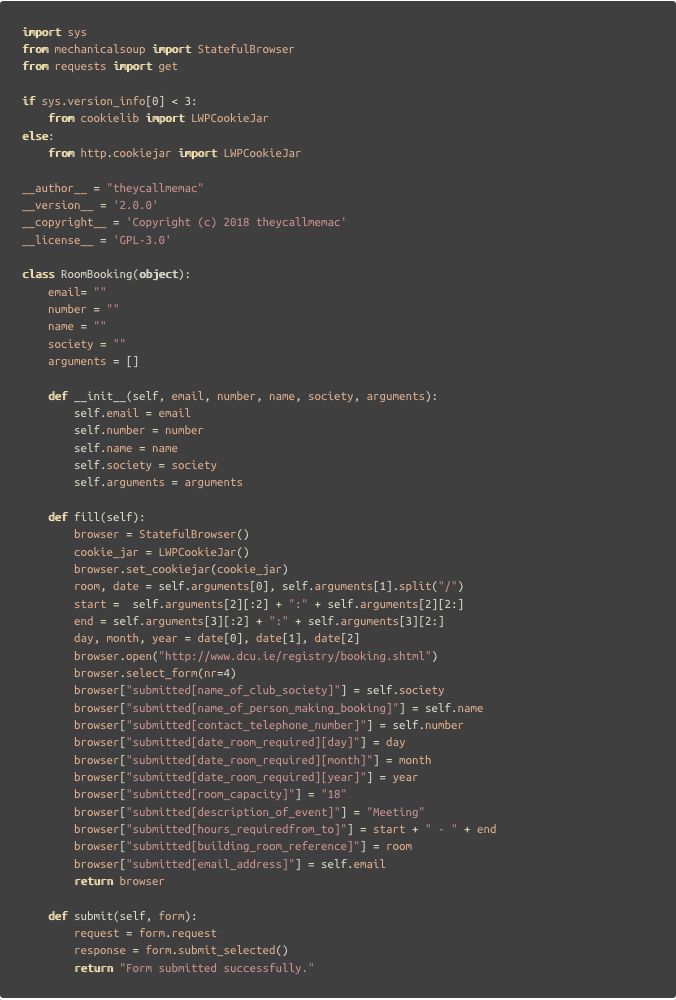 import sys
from mechanicalsoup import StatefulBrowser
from requests import get

if sys.version_info[0] < 3:
    from cookielib import LWPCookieJar
else:
    from http.cookiejar import LWPCookieJar

__author__ = "theycallmemac"
__version__ = '2.0.0'
__copyright__ = 'Copyright (c) 2018 theycallmemac'
__license__ = 'GPL-3.0'

class RoomBooking(object):
    email= ""
    number = ""
    name = ""
    society = ""
    arguments = []

    def __init__(self, email, number, name, society, arguments):
        self.email = email
        self.number = number
        self.name = name
        self.society = society
        self.arguments = arguments

    def fill(self):
        browser = StatefulBrowser()
        cookie_jar = LWPCookieJar()
        browser.set_cookiejar(cookie_jar)
        room, date = self.arguments[0], self.arguments[1].split("/")
        start =  self.arguments[2][:2] + ":" + self.arguments[2][2:]
        end = self.arguments[3][:2] + ":" + self.arguments[3][2:]
        day, month, year = date[0], date[1], date[2]
        browser.open("http://www.dcu.ie/registry/booking.shtml")
        browser.select_form(nr=4)
        browser["submitted[name_of_club_society]"] = self.society
        browser["submitted[name_of_person_making_booking]"] = self.name
        browser["submitted[contact_telephone_number]"] = self.number
        browser["submitted[date_room_required][day]"] = day
        browser["submitted[date_room_required][month]"] = month
        browser["submitted[date_room_required][year]"] = year
        browser["submitted[room_capacity]"] = "18"
        browser["submitted[description_of_event]"] = "Meeting"
        browser["submitted[hours_requiredfrom_to]"] = start + " - " + end
        browser["submitted[building_room_reference]"] = room
        browser["submitted[email_address]"] = self.email
        return browser

    def submit(self, form):
        request = form.request
        response = form.submit_selected()
        return "Form submitted successfully."